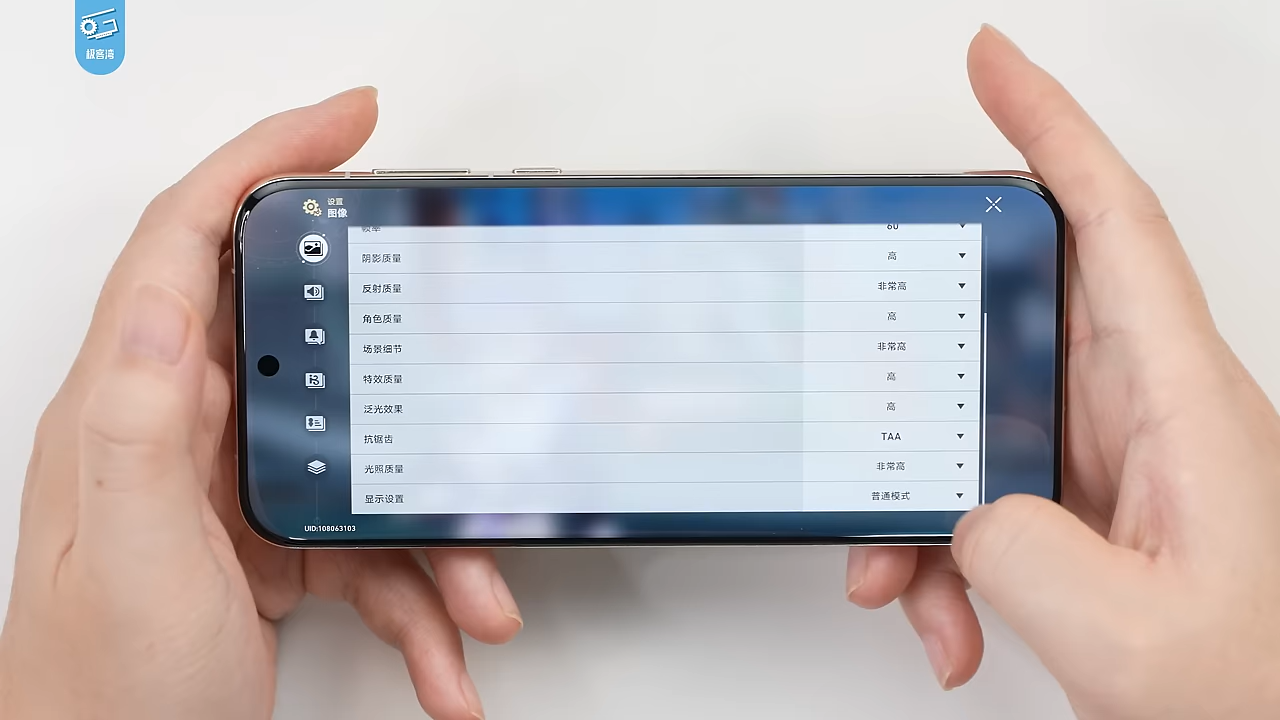 极客湾
设置
图像
帧率 60
阴影质量 高
反射质量 非常高
角色质量 高
场景细节 非常高
特效质量 高
泛光效果 高
抗锯齿 TAA
光照质量 非常高
显示设置 普通模式
UID:108063103